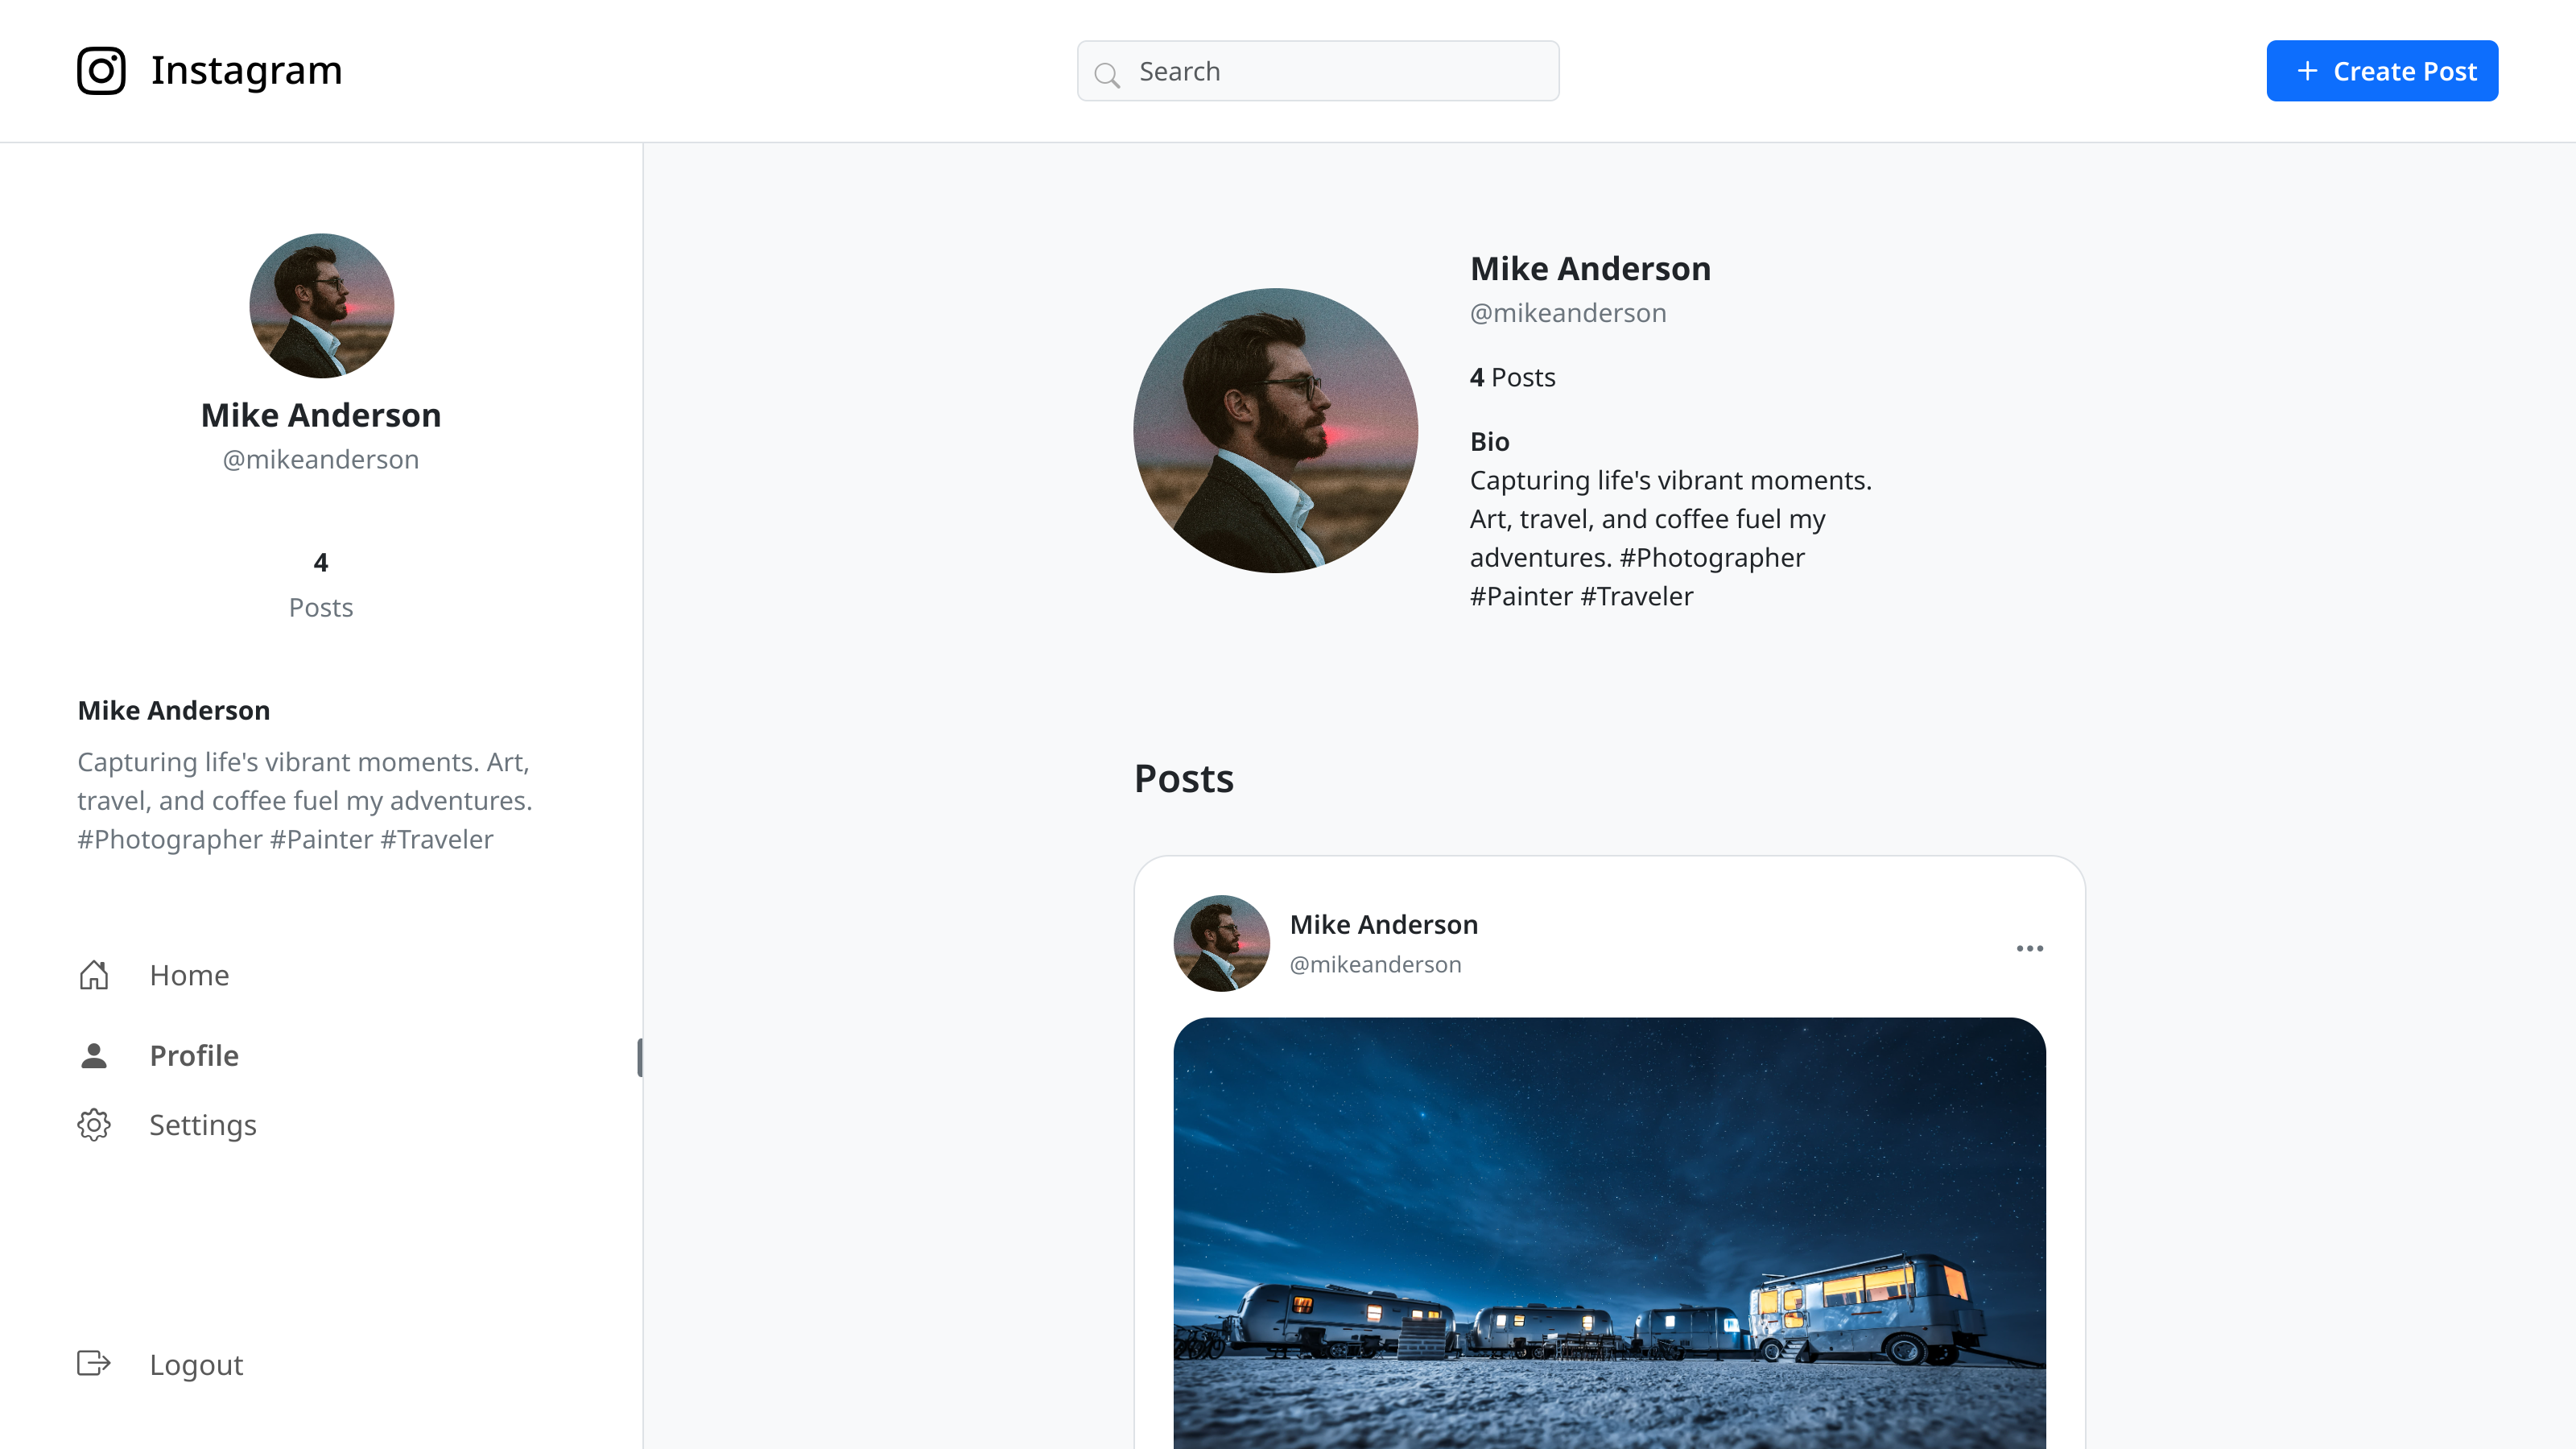 Instagram
Search
Create Post
Mike Anderson
@mikeanderson
4
Posts
Mike Anderson
Capturing life's vibrant moments. Art,
travel, and coffee fuel my adventures.
#Photographer #Painter #Traveler
Home
Profile
Settings
Logout
Mike Anderson
@mikeanderson
4 Posts
Bio
Capturing life's vibrant moments.
Art, travel, and coffee fuel my
adventures. #Photographer
#Painter #Traveler
Posts
Mike Anderson
@mikeanderson